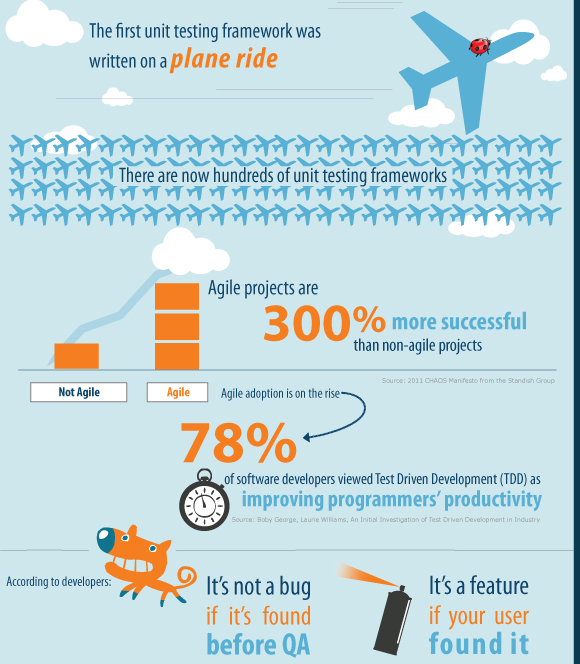 The first unit testing framework was
written on a plane ride
There are now hundreds of unit testing frameworks
Agile projects are
300% more successful
than non-agile projects
Source: 2011 CHAOS Manifesto from the Standish Group
Not Agile
Agile
Agile adoption is on the rise
78%
of software developers viewed Test Driven Development (TDD) as
improving programmers' productivity
Source: Boby George, Laurie Williams, An Initial Investigation of Test Driven Development in Industry
According to developers:
It's not a bug
if it's found
before QA
It's a feature
if your user
found it